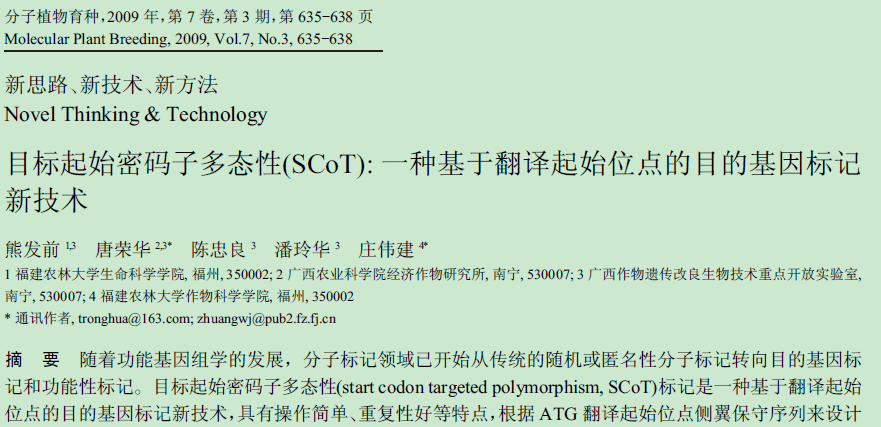 分子植物育种,2009 年,第 7 卷,第 3 期,第 635-638 页
Molecular Plant Breeding, 2009, Vol.7, No.3, 635-638
新思路、新技术、新方法
Novel Thinking & Technology
目标起始密码子多态性(SCoT): 一种基于翻译起始位点的目的基因标记
新技术
熊发前 1,3 唐荣华 2,3* 陈忠良 3 潘玲华 3 庄伟建 4*
1 福建农林大学生命科学学院, 福州, 350002; 2 广西农业科学院经济作物研究所, 南宁, 530007; 3 广西作物遗传改良生物技术重点开放实验室,
南宁, 530007; 4 福建农林大学作物科学学院, 福州, 350002
* 通讯作者, tronghua@163.com; zhuangwj@pub2.fz.fj.cn
摘 要 随着功能基因组学的发展，分子标记领域已开始从传统的随机或匿名性分子标记转向目的基因标
记和功能性标记。目标起始密码子多态性(start codon targeted polymorphism, SCoT)标记是一种基于翻译起始
位点的目的基因标记新技术，具有操作简单、重复性好等特点，根据 ATG 翻译起始位点侧翼保守序列来设计